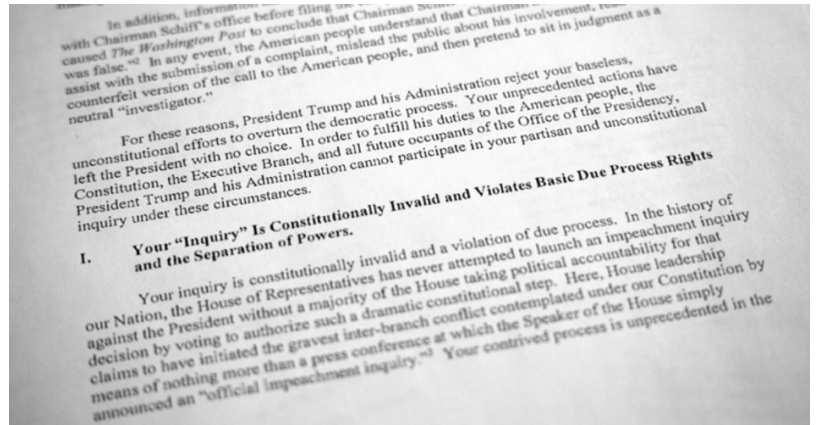 In addition, information
with Chairman Schiff's office before filing the
caused The Washington Post to conclude that Chairman
was false."2 In any event, the American people understand that Chairman
assist with the submission of a complaint, mislead the public about his involvement,
counterfeit version of the call to the American people, and then pretend to sit in judgment as a
neutral "investigator."
For these reasons, President Trump and his Administration reject your baseless,
unconstitutional efforts to overturn the democratic process. Your unprecedented actions have
left the President with no choice. In order to fulfill his duties to the American people, the
Constitution, the Executive Branch, and all future occupants of the Office of the Presidency,
President Trump and his Administration cannot participate in your partisan and unconstitutional
inquiry under these circumstances.
I. Your "Inquiry" Is Constitutionally Invalid and Violates Basic Due Process Rights
and the Separation of Powers.
Your inquiry is constitutionally invalid and a violation of due process. In the history of
our Nation, the House of Representatives has never attempted to launch an impeachment inquiry
against the President without a majority of the House taking political accountability for that
decision by voting to authorize such a dramatic constitutional step. Here, House leadership
claims to have initiated the gravest inter-branch conflict contemplated under our Constitution by
means of nothing more than a press conference at which the Speaker of the House simply
announced an "official impeachment inquiry."3 Your contrived process is unprecedented in the